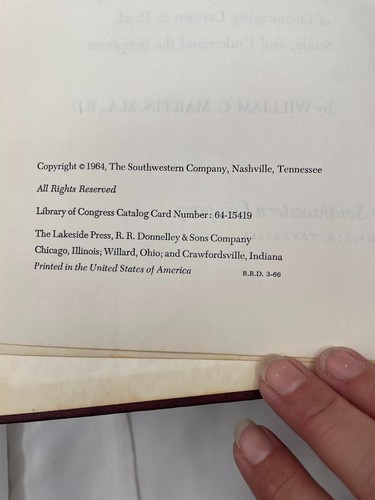 Copyright © 1964, The Southwestern Company, Nashville, Tennessee
All Rights Reserved
Library of Congress Catalog Card Number: 64-15419
The Lakeside Press, R. R. Donnelley & Sons Company
Chicago, Illinois; Willard, Ohio; and Crawfordsville, Indiana
Printed in the United States of America R.R.D. 3-66